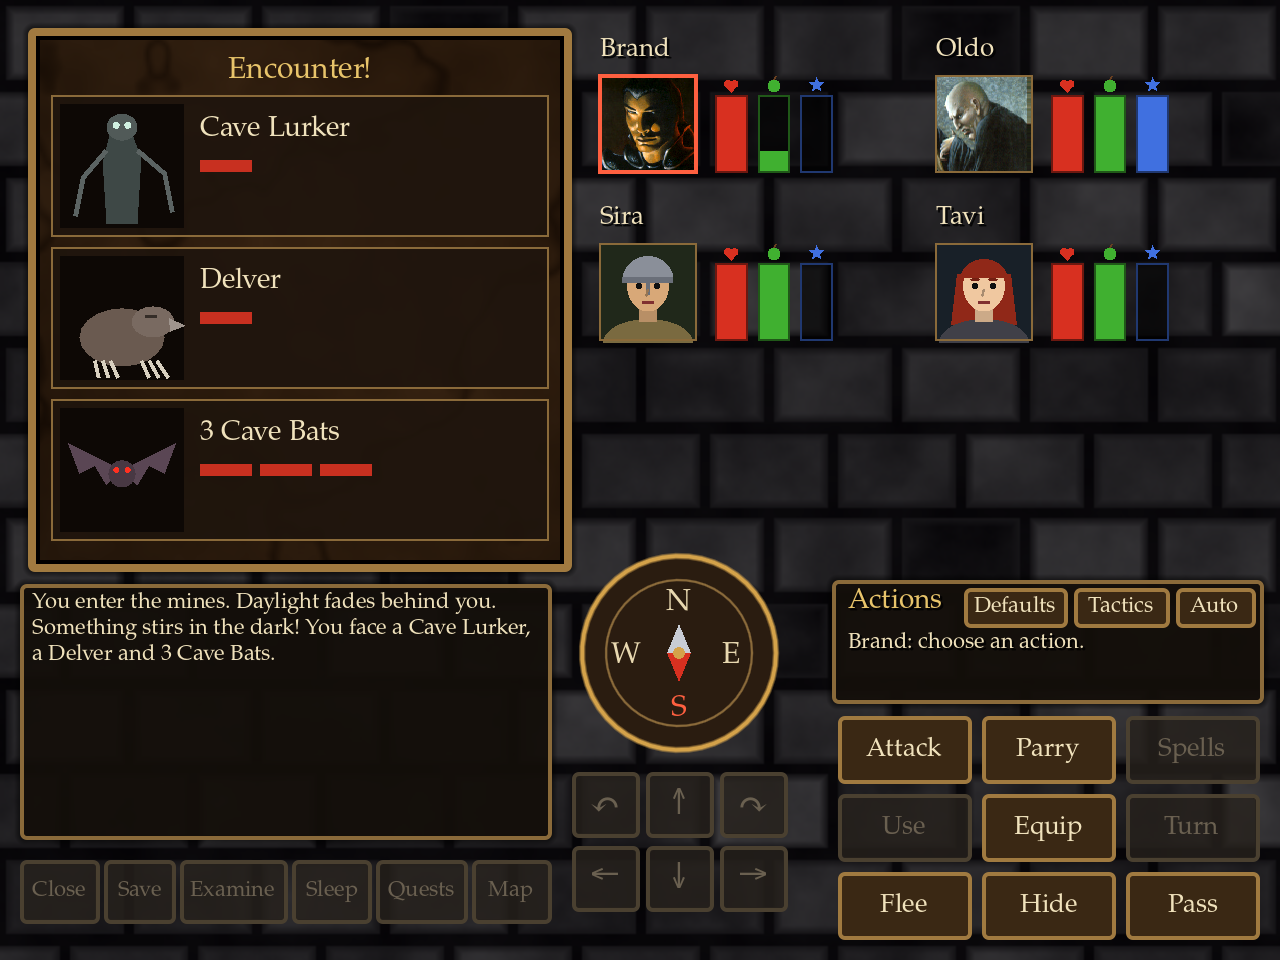 Encounter!
Cave Lurker
Delver
3 Cave Bats
Brand
Oldo
Sira
Tavi
You enter the mines. Daylight fades behind you.
Something stirs in the dark! You face a Cave Lurker,
a Delver and 3 Cave Bats.
N
W
E
S
Actions
Defaults
Tactics
Auto
Brand: choose an action.
Attack
Parry
Spells
Use
Equip
Turn
Flee
Hide
Pass
Close
Save
Examine
Sleep
Quests
Map